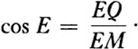 cos E = EQ/EM.